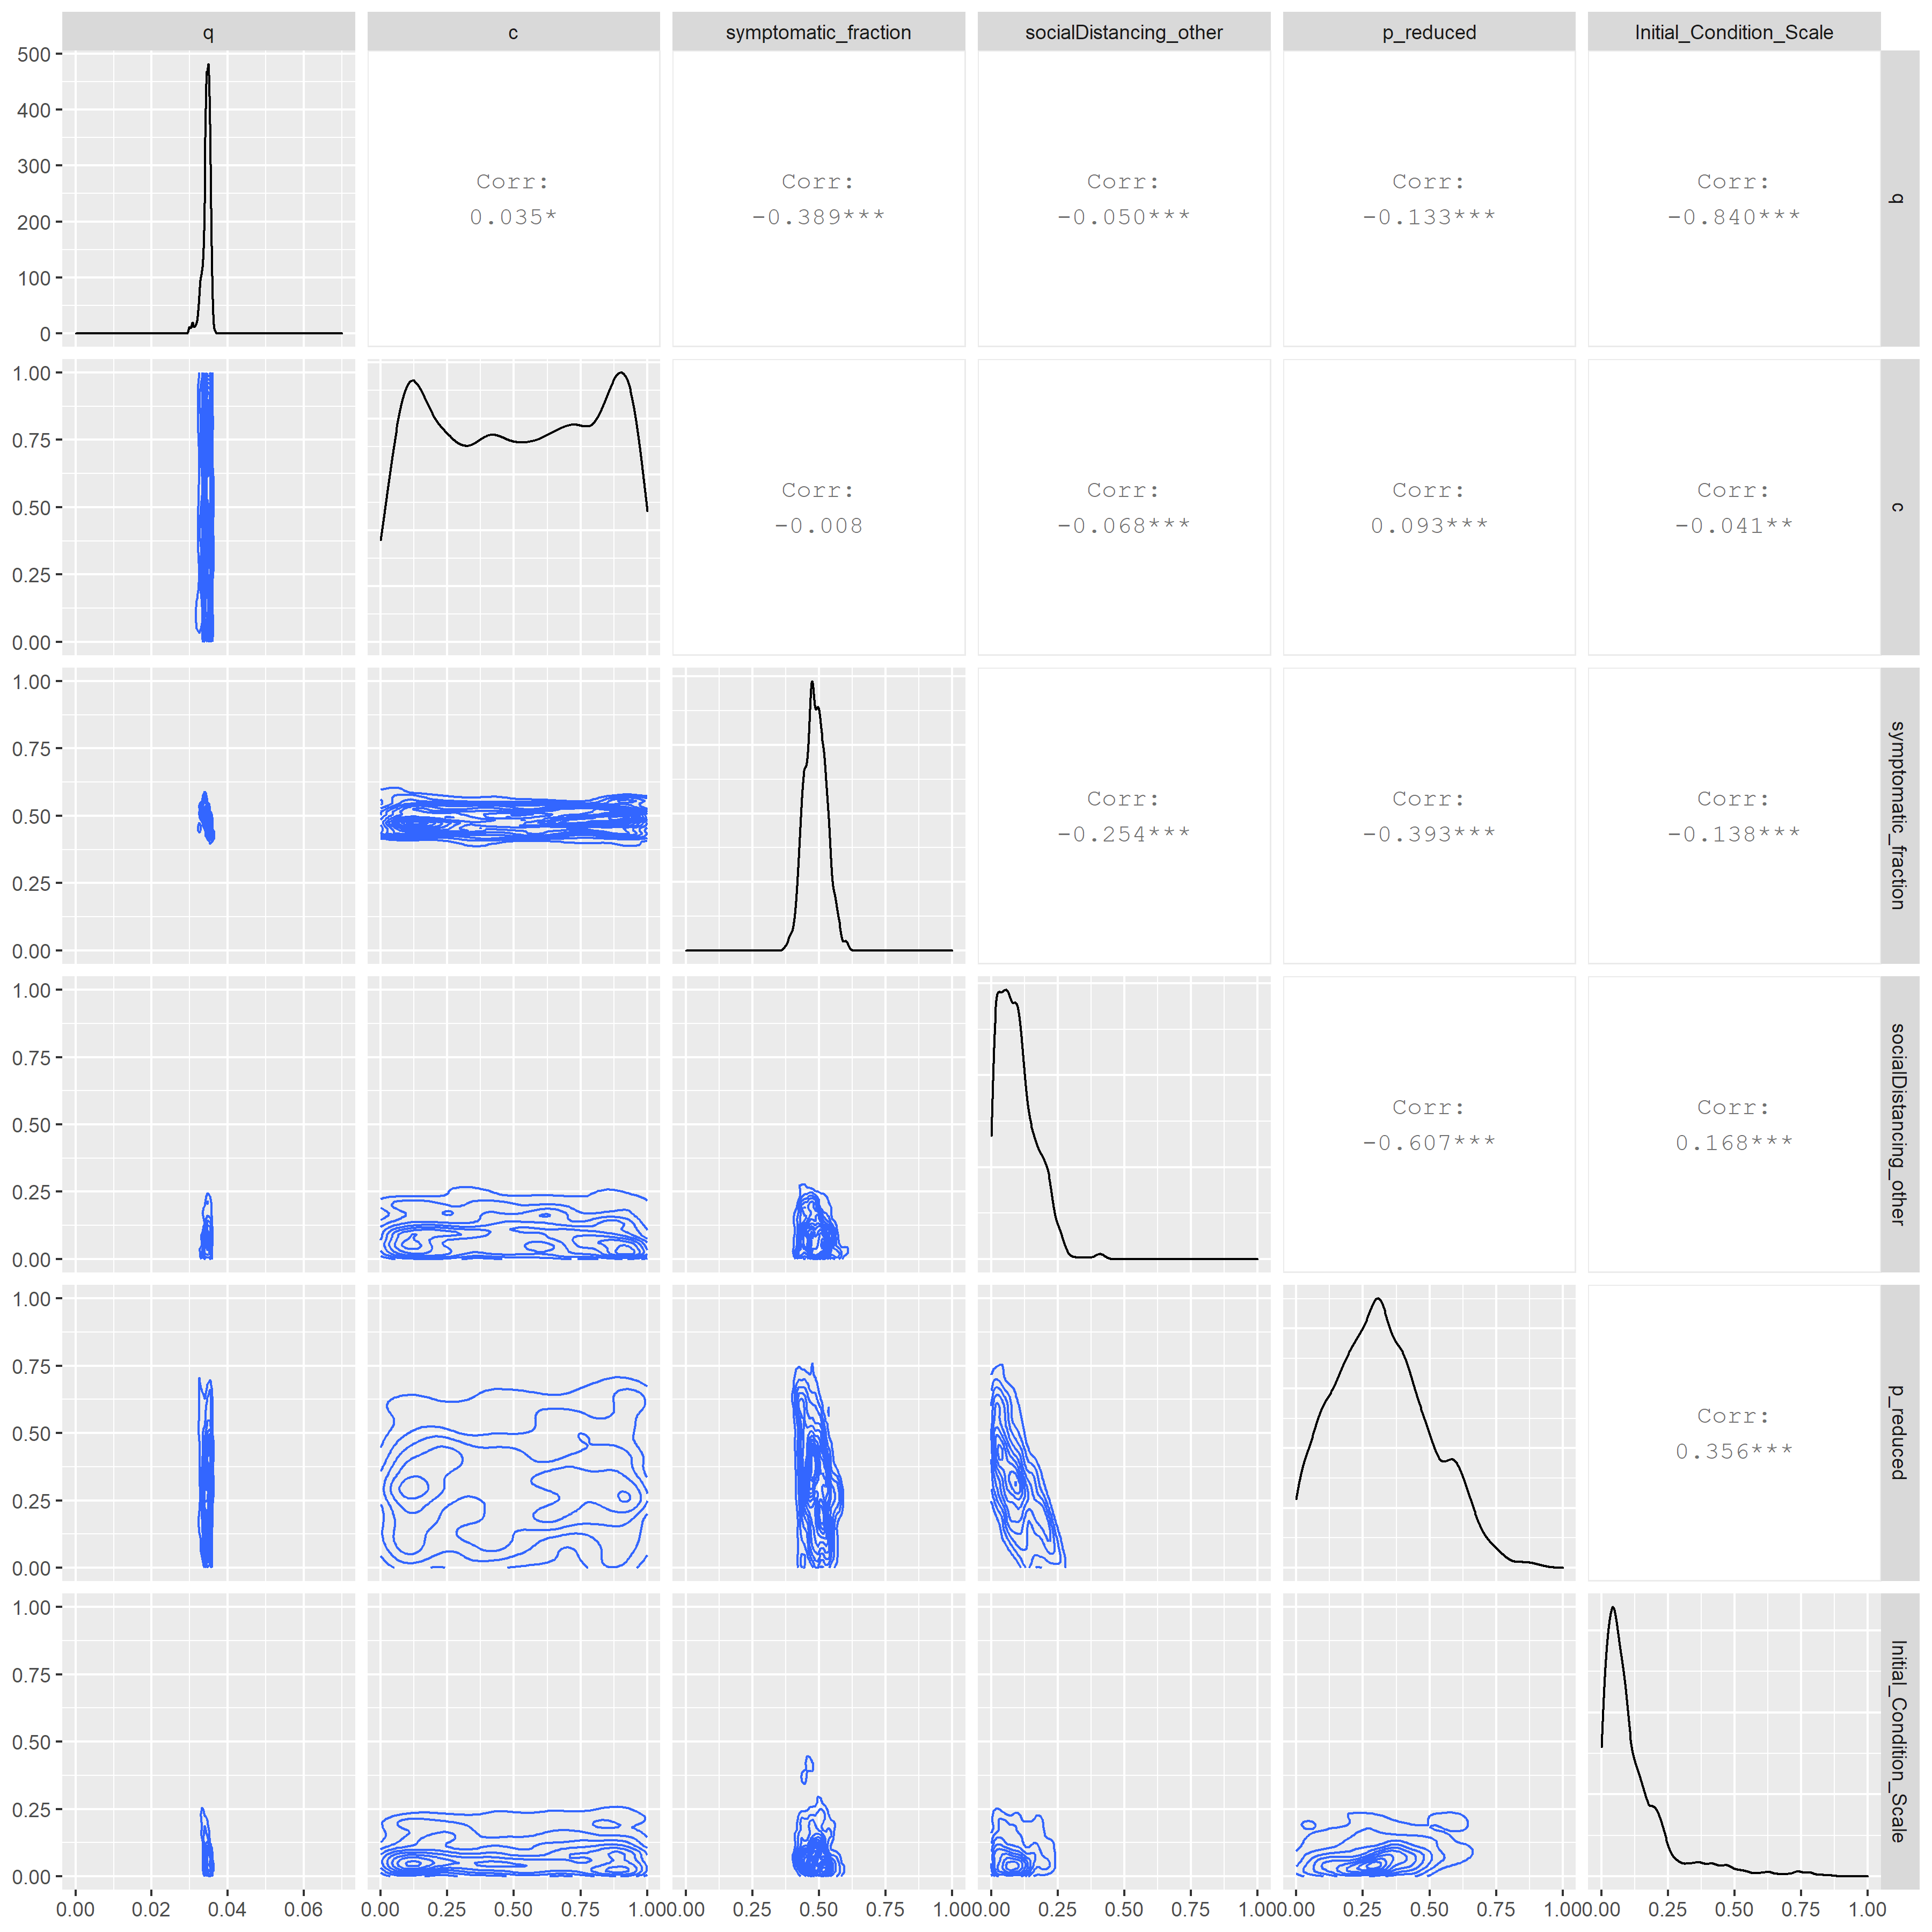 q
c
symptomatic_fraction
socialDistancing_other
p_reduced
Initial_Condition_Scale
500
400
300
200
100
0
Corr:
0.035*
Corr:
-0.389***
Corr:
-0.050***
Corr:
-0.133***
Corr:
-0.840***
q
1.00
0.75
0.50
0.25
0.00
Corr:
-0.008
Corr:
-0.068***
Corr:
0.093***
Corr:
-0.041**
c
1.00
0.75
0.50
0.25
0.00
Corr:
-0.254***
Corr:
-0.393***
Corr:
-0.138***
symptomatic_fraction
1.00
0.75
0.50
0.25
0.00
Corr:
-0.607***
Corr:
0.168***
socialDistancing_other
1.00
0.75
0.50
0.25
0.00
Corr:
0.356***
p_reduced
1.00
0.75
0.50
0.25
0.00
Initial_Condition_Scale
0.00 0.02 0.04 0.06
0.00 0.25 0.50 0.75 1.00
0.00 0.25 0.50 0.75 1.00
0.00 0.25 0.50 0.75 1.00
0.00 0.25 0.50 0.75 1.00
0.00 0.25 0.50 0.75 1.00